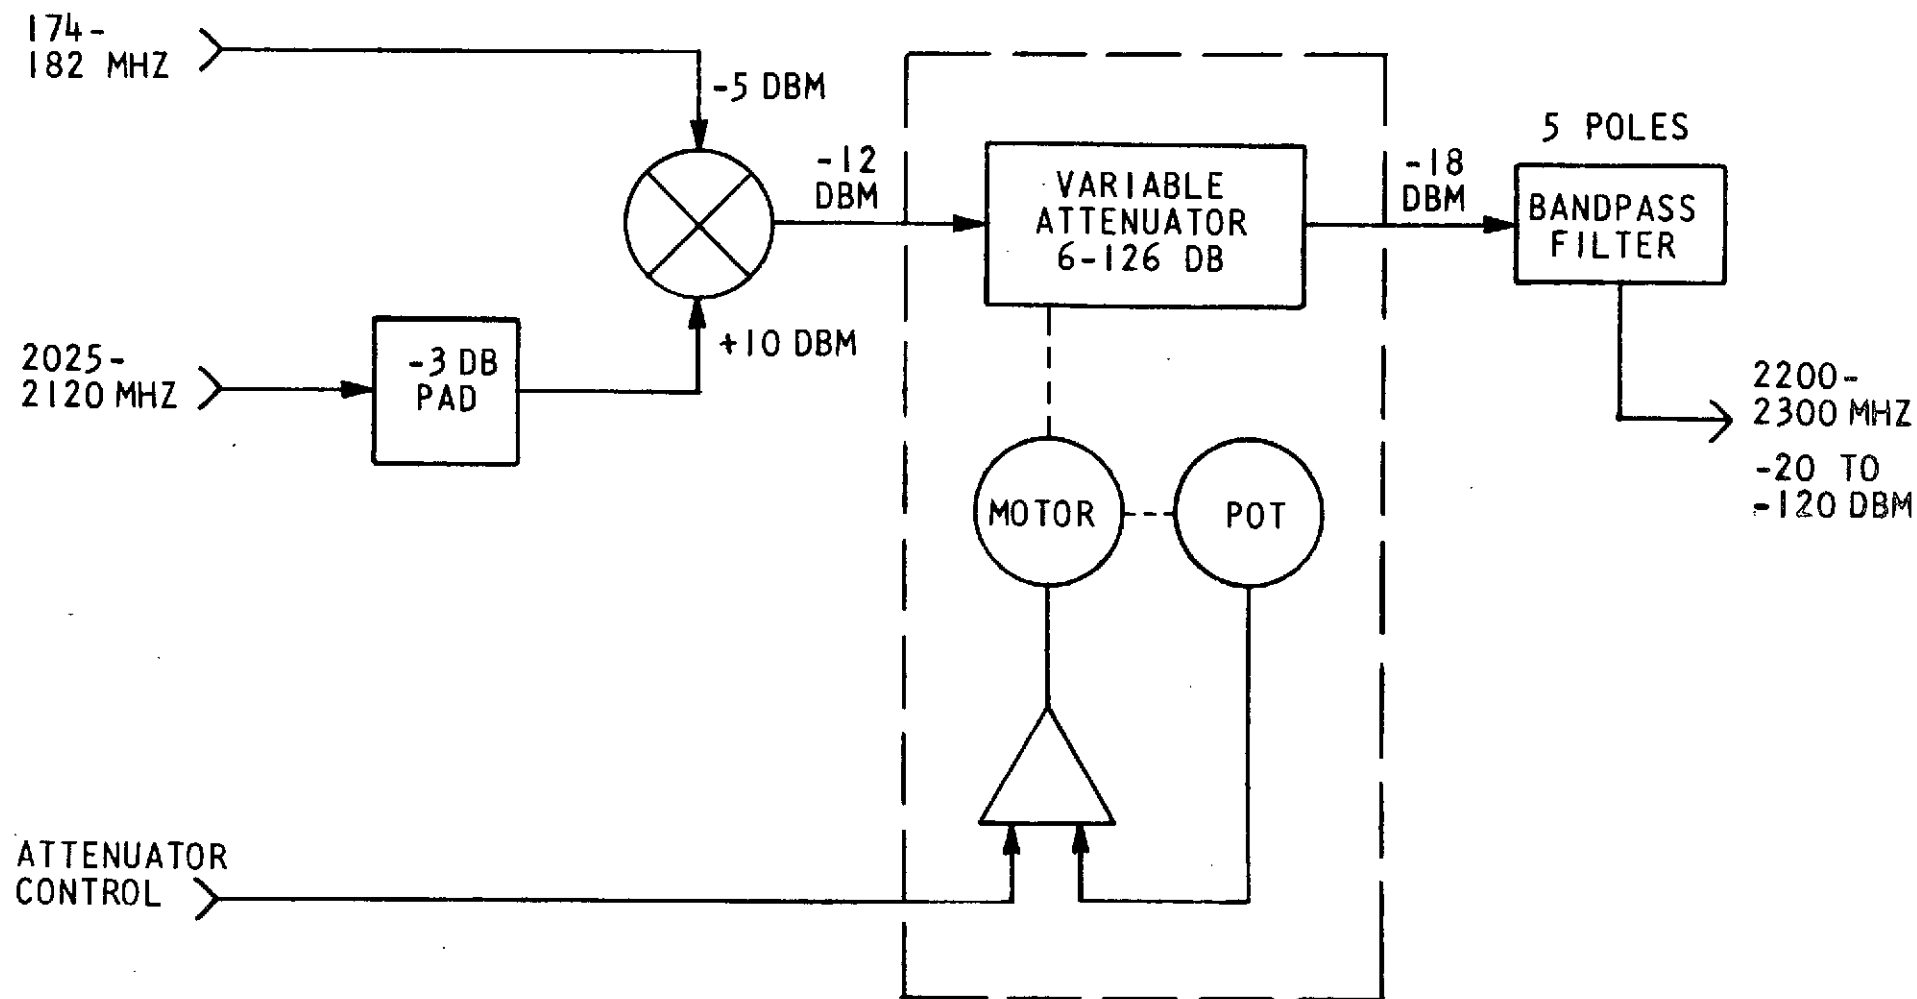 174-
182 MHZ
-5 DBM
5 POLES
-12
DBM
VARIABLE
ATTENUATOR
6-126 DB
-18
DBM
BANDPASS
FILTER
+10 DBM
2025-
2120 MHZ
-3 DB
PAD
2200-
2300 MHZ
-20 TO
-120 DBM
MOTOR
POT
ATTENUATOR
CONTROL